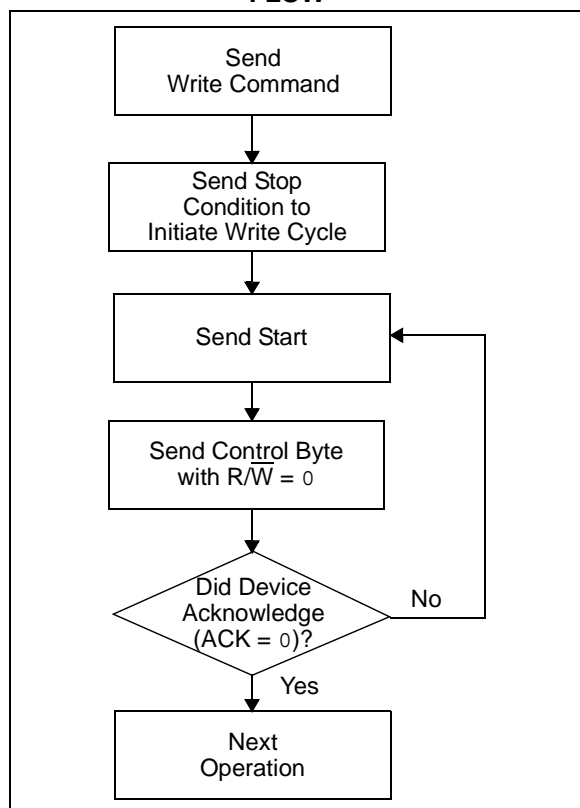 Send
Write Command
Send Stop
Condition to
Initiate Write Cycle
Send Start
Send Control Byte
with R/W̅ = 0
Did Device
Acknowledge
(ACK = 0)?
No
Yes
Next
Operation